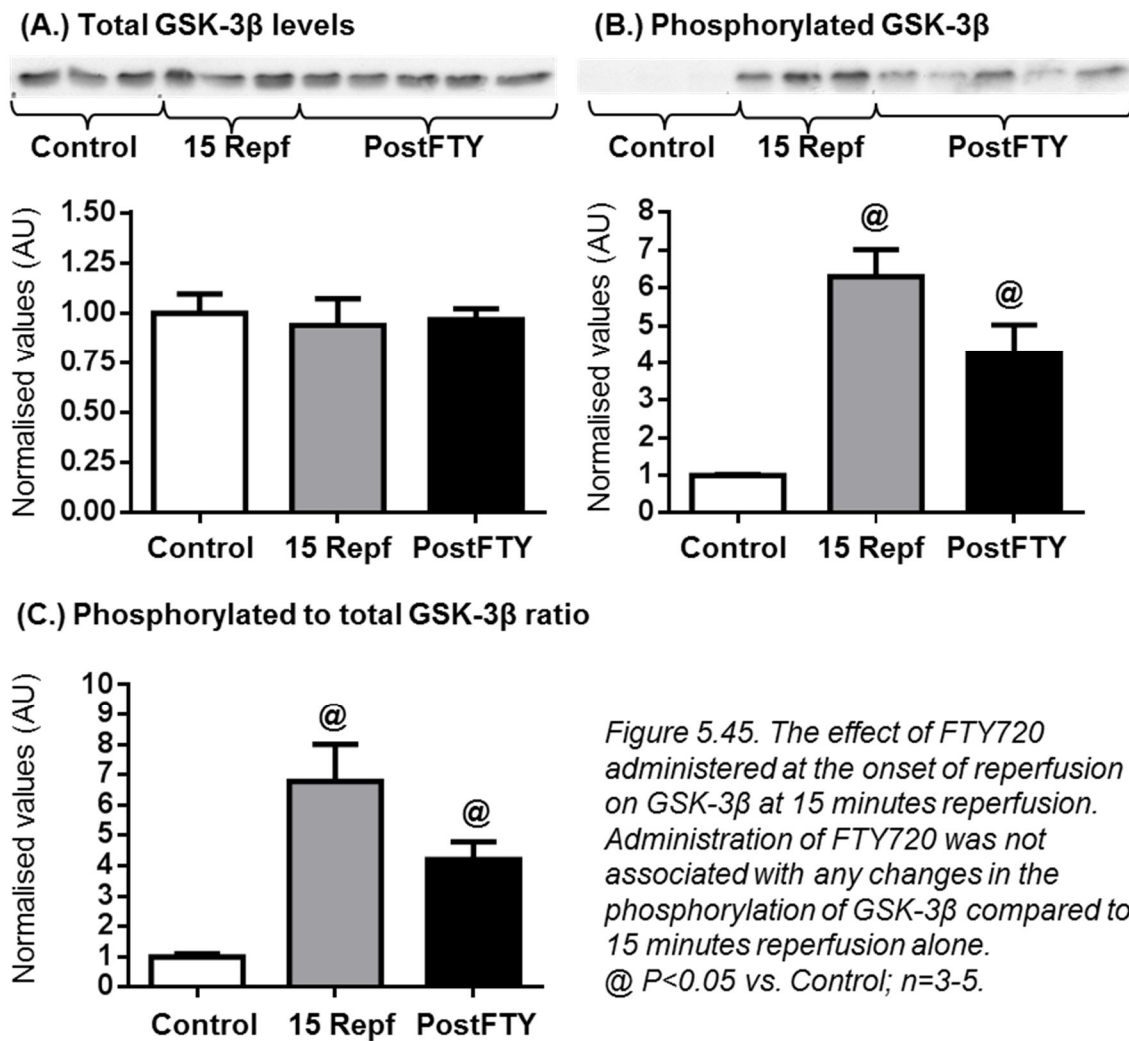 (A.) Total GSK-3β levels
Control 15 Repf PostFTY
Normalised values (AU)
1.50
1.25
1.00
0.75
0.50
0.25
0.00
Control 15 Repf PostFTY
(B.) Phosphorylated GSK-3β
Control 15 Repf PostFTY
Normalised values (AU)
8
7
6
5
4
3
2
1
0
@
@
Control 15 Repf PostFTY
(C.) Phosphorylated to total GSK-3β ratio
Normalised values (AU)
10
9
8
7
6
5
4
3
2
1
0
@
@
Control 15 Repf PostFTY
Figure 5.45. The effect of FTY720
administered at the onset of reperfusion
on GSK-3β at 15 minutes reperfusion.
Administration of FTY720 was not
associated with any changes in the
phosphorylation of GSK-3β compared to
15 minutes reperfusion alone.
@ P<0.05 vs. Control; n=3-5.